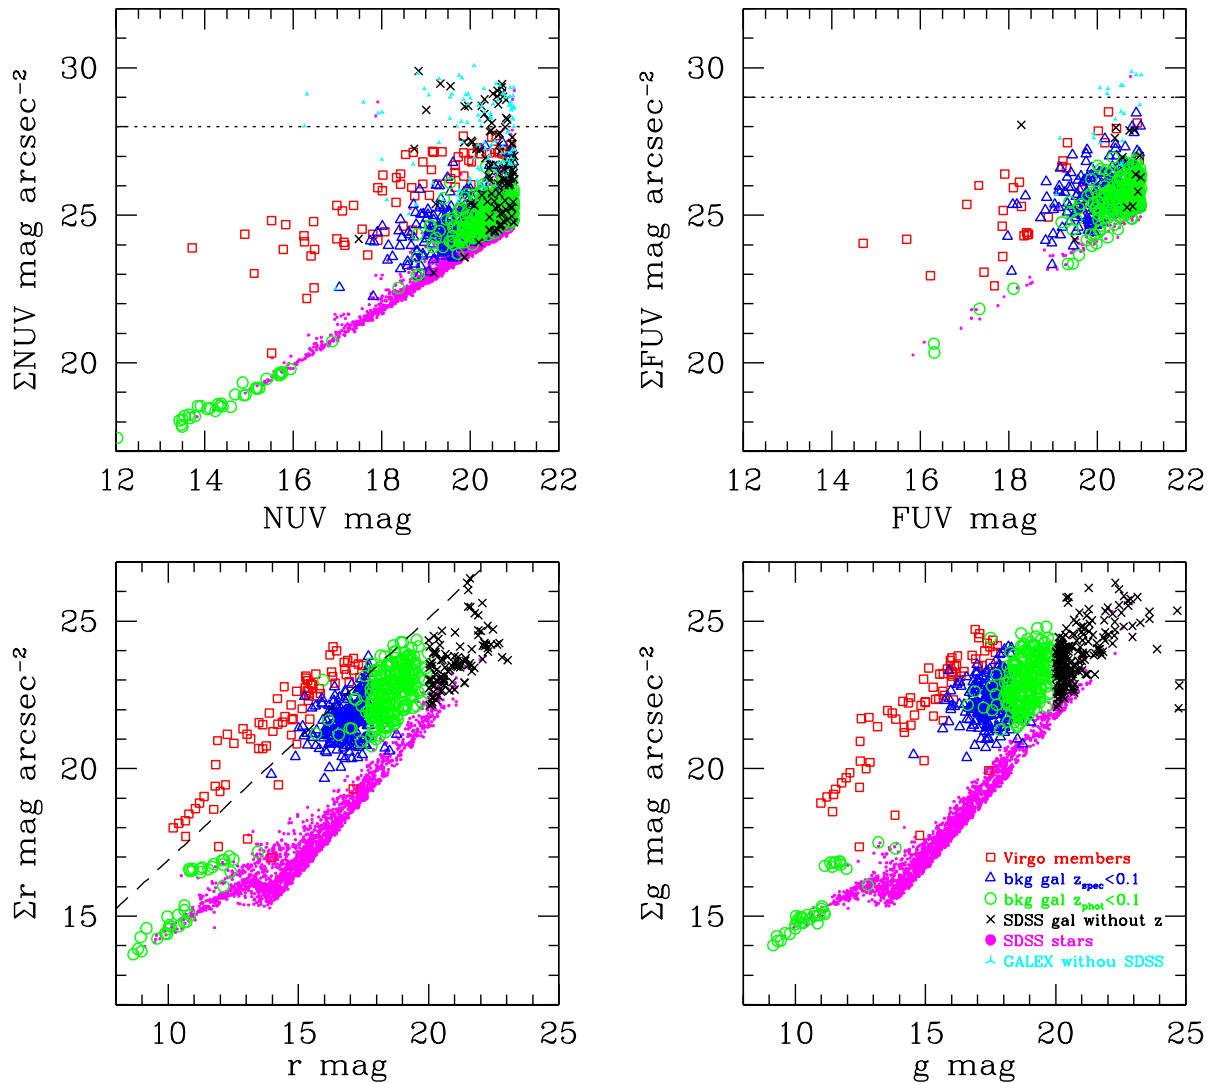 30
25
20
ΣNUV mag arcsec−2
12 14 16 18 20 22
NUV mag
30
25
20
ΣFUV mag arcsec−2
12 14 16 18 20 22
FUV mag
25
20
15
Σr mag arcsec−2
10 15 20 25
r mag
25
20
15
Σg mag arcsec−2
Virgo members
bkg gal zspec<0.1
bkg gal zphot<0.1
SDSS gal without z
SDSS stars
GALEX withou SDSS
10 15 20 25
g mag